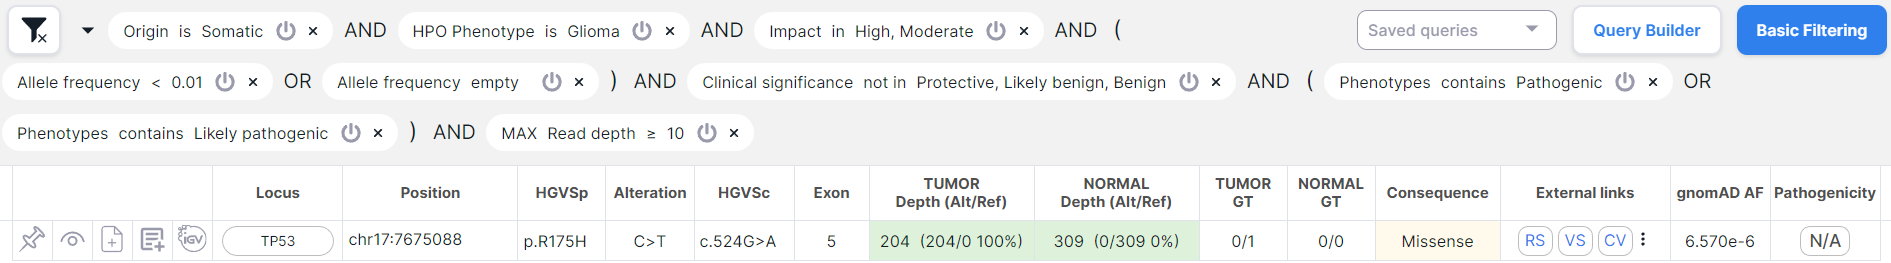 Origin is Somatic × AND HPO Phenotype is Glioma × AND Impact in High, Moderate × AND ( Saved queries Query Builder Basic Filtering
Allele frequency < 0.01 × OR Allele frequency empty × ) AND Clinical significance not in Protective, Likely benign, Benign × AND ( Phenotypes contains Pathogenic × OR
Phenotypes contains Likely pathogenic × ) AND MAX Read depth ≥ 10 ×
Locus Position HGVSp Alteration HGVSc Exon TUMOR Depth (Alt/Ref) NORMAL Depth (Alt/Ref) TUMOR GT NORMAL GT Consequence External links gnomAD AF Pathogenicity
IGV TP53 chr17:7675088 p.R175H C>T c.524G>A 5 204 (204/0 100%) 309 (0/309 0%) 0/1 0/0 Missense RS VS CV 6.570e-6 N/A